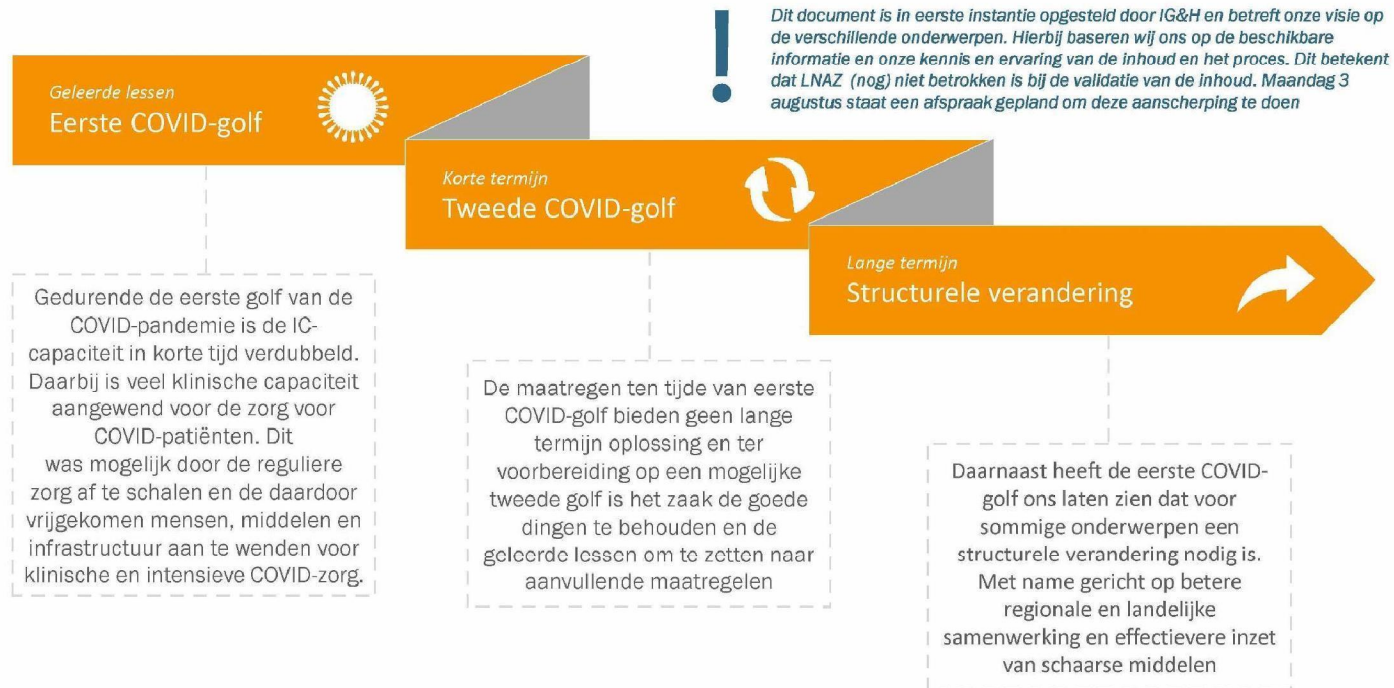 Dit document is in eerste instantie opgesteld door IG&H en betreft onze visie op
de verschillende onderwerpen. Hierbij baseren wij ons op de beschikbare
informatie en onze kennis en ervaring van de inhoud en het proces. Dit betekent
dat LNAZ (nog) niet betrokken is bij de validatie van de inhoud. Maandag 3
augustus staat een afspraak gepland om deze aanscherping te doen
Geleerde lessen
Eerste COVID-golf
Korte termijn
Tweede COVID-golf
Lange termijn
Structurele verandering
Gedurende de eerste golf van de
COVID-pandemie is de IC-
capaciteit in korte tijd verdubbeld.
Daarbij is veel klinische capaciteit
aangewend voor de zorg voor
COVID-patiënten. Dit
was mogelijk door de reguliere
zorg af te schalen en de daardoor
vrijgekomen mensen, middelen en
infrastructuur aan te wenden voor
klinische en intensieve COVID-zorg.
De maatregen ten tijde van eerste
COVID-golf bieden geen lange
termijn oplossing en ter
voorbereiding op een mogelijke
tweede golf is het zaak de goede
dingen te behouden en de
geleerde lessen om te zetten naar
aanvullende maatregelen
Daarnaast heeft de eerste COVID-
golf ons laten zien dat voor
sommige onderwerpen een
structurele verandering nodig is.
Met name gericht op betere
regionale en landelijke
samenwerking en effectievere inzet
van schaarse middelen